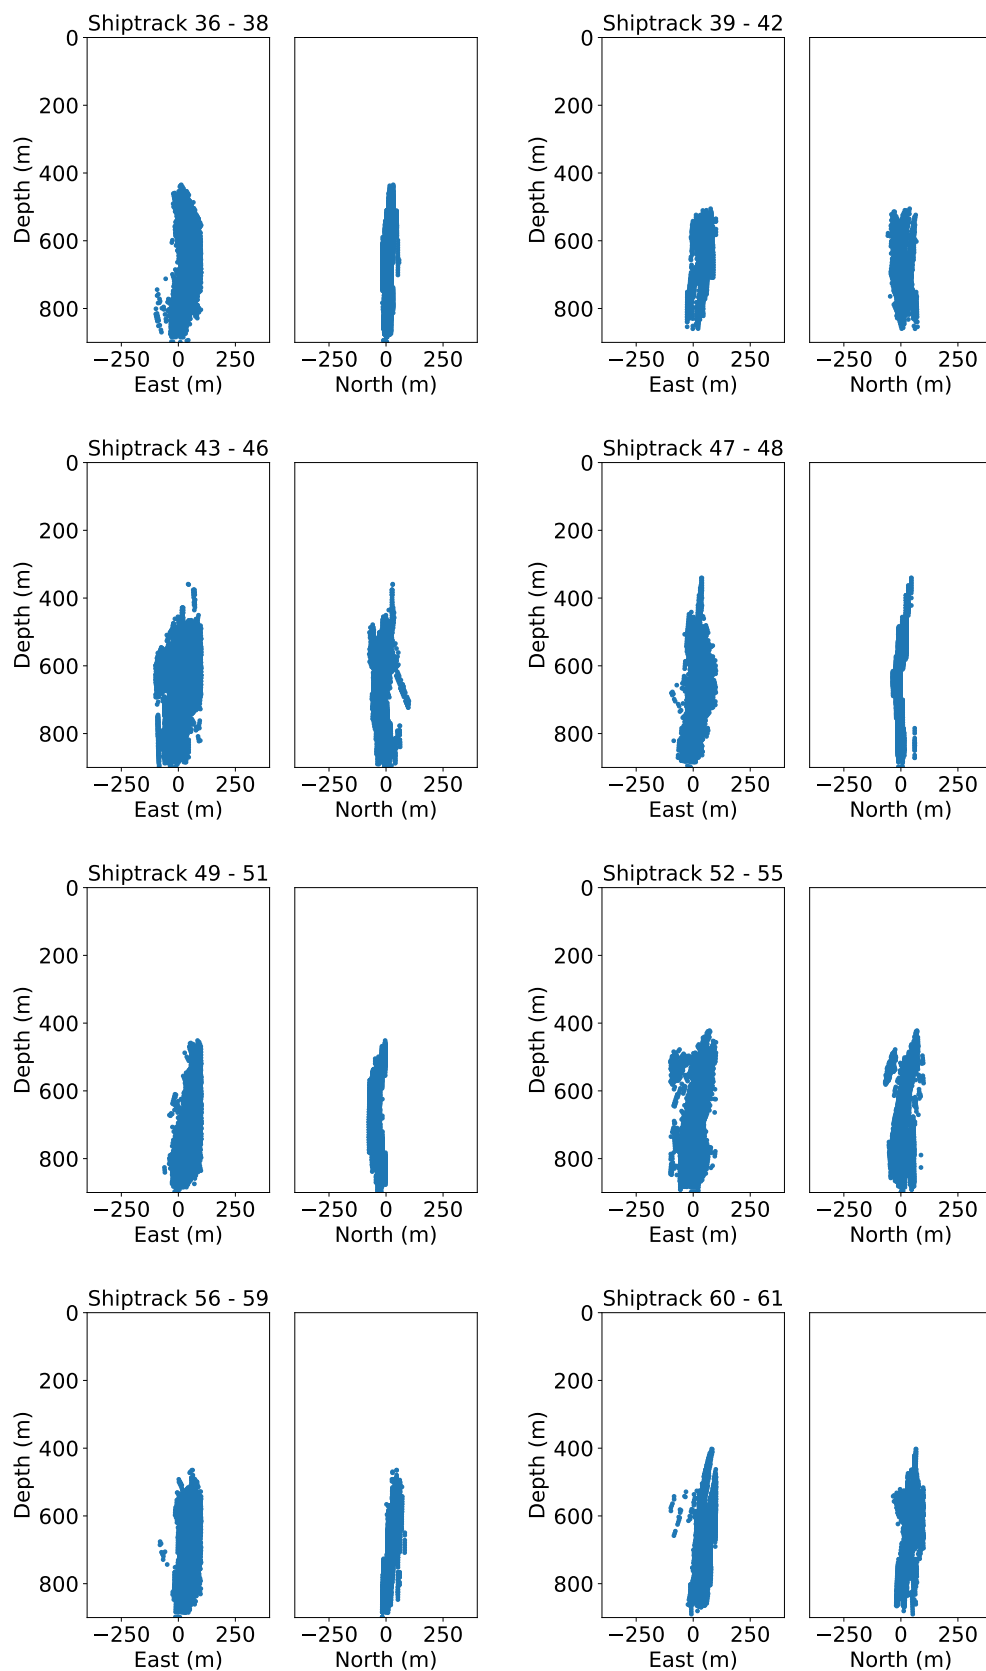 Shiptrack 36 - 38
Shiptrack 39 - 42
0
200
400
600
800
Depth (m)
−250 0 250
East (m)
−250 0 250
North (m)
0
200
400
600
800
Depth (m)
−250 0 250
East (m)
−250 0 250
North (m)
Shiptrack 43 - 46
Shiptrack 47 - 48
0
200
400
600
800
Depth (m)
−250 0 250
East (m)
−250 0 250
North (m)
0
200
400
600
800
Depth (m)
−250 0 250
East (m)
−250 0 250
North (m)
Shiptrack 49 - 51
Shiptrack 52 - 55
0
200
400
600
800
Depth (m)
−250 0 250
East (m)
−250 0 250
North (m)
0
200
400
600
800
Depth (m)
−250 0 250
East (m)
−250 0 250
North (m)
Shiptrack 56 - 59
Shiptrack 60 - 61
0
200
400
600
800
Depth (m)
−250 0 250
East (m)
−250 0 250
North (m)
0
200
400
600
800
Depth (m)
−250 0 250
East (m)
−250 0 250
North (m)